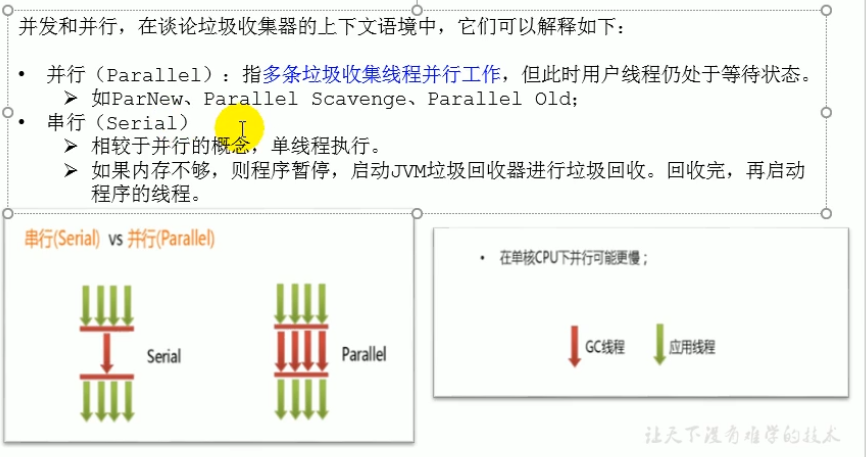 并发和并行，在谈论垃圾收集器的上下文语境中，它们可以解释如下：
• 并行（Parallel）：指多条垃圾收集线程并行工作，但此时用户线程仍处于等待状态。
➢ 如ParNew、Parallel Scavenge、Parallel Old；
• 串行（Serial）
➢ 相较于并行的概念，单线程执行。
➢ 如果内存不够，则程序暂停，启动JVM垃圾回收器进行垃圾回收。回收完，再启动
程序的线程。
串行(Serial) vs 并行(Parallel)
Serial
Parallel
• 在单核CPU下并行可能更慢；
GC线程
应用线程
让天下没有难学的技术